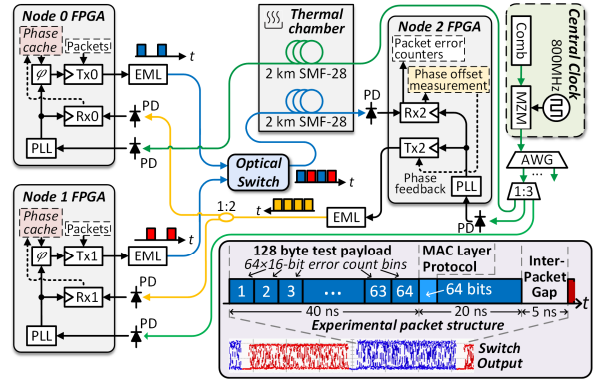 Node 0 FPGA
Phase
cache
Packets
φ
Tx0
EML
t
Rx0
PD
PLL
PD
Thermal
chamber
2 km SMF-28
2 km SMF-28
Optical
Switch
t
Node 2 FPGA
Packet error
counters
Phase offset
measurement
PD
Rx2
Tx2
Phase
feedback
PLL
PD
Central
Clock
Comb
800MHz
MZM
AWG
...
...
1:3
Node 1 FPGA
Phase
cache
Packets
φ
Tx1
EML
t
Rx1
PD
PLL
PD
1:2
t
EML
128 byte test payload
64×16-bit error count bins
MAC Layer
Protocol
Inter-
Packet
Gap
1 2 3 ... 63 64 64 bits
t
40 ns 20 ns 5 ns
Experimental packet structure
Switch
Output